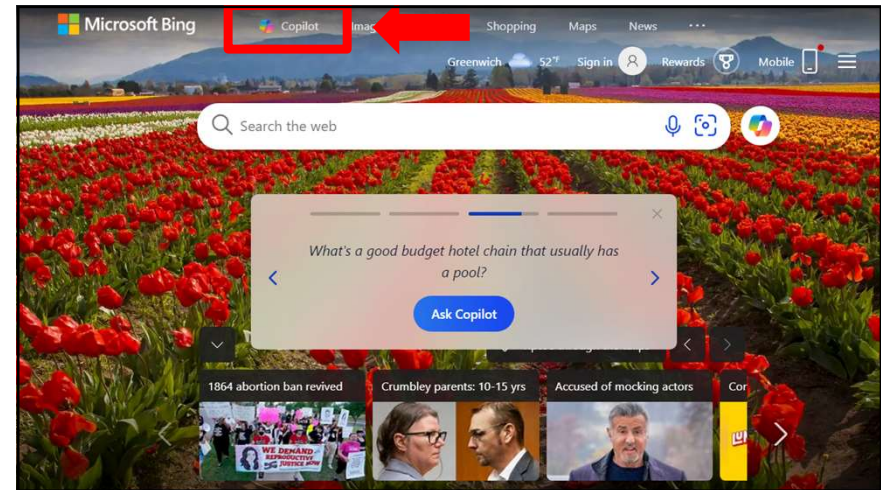 Microsoft Bing
Copilot
Shopping
Maps
News
...
Greenwich
52°F
Sign in
Rewards
Mobile
Search the web
What's a good budget hotel chain that usually has
a pool?
Ask Copilot
1864 abortion ban revived
Crumbley parents: 10-15 yrs
Accused of mocking actors
WE DEMAND
REPRODUCTIVE
JUSTICE NOW